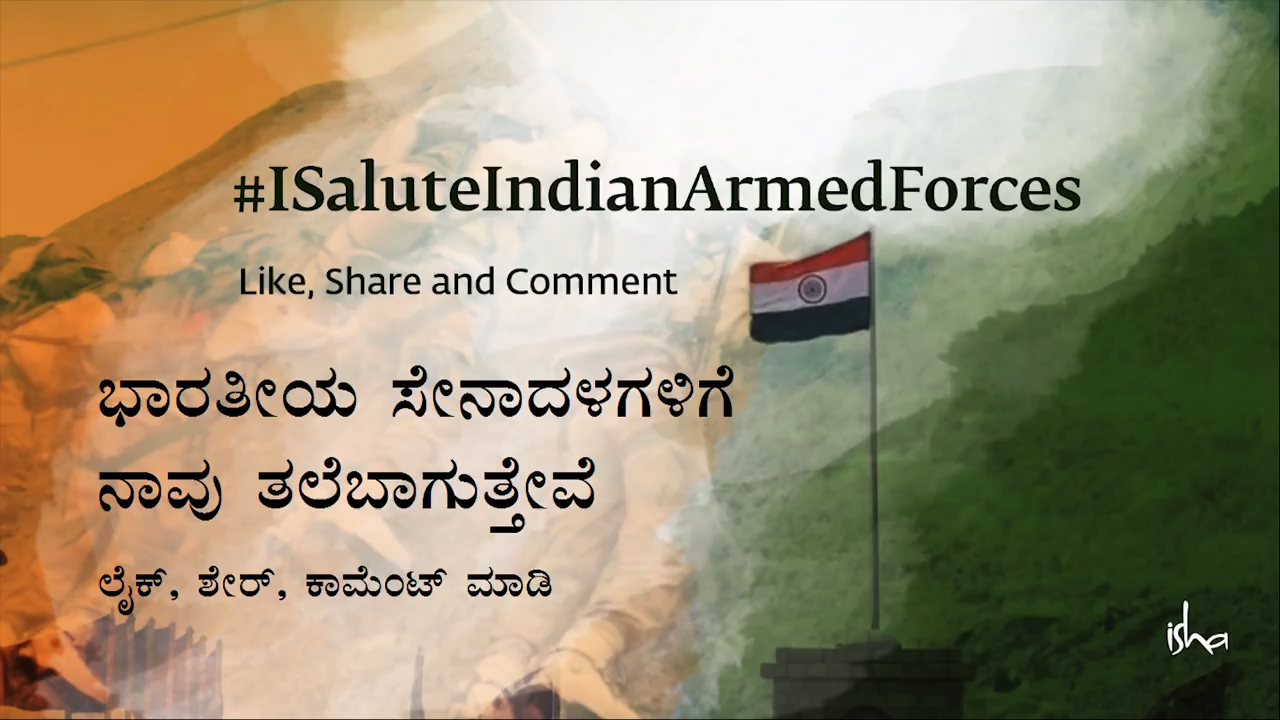 #ISaluteIndianArmedForces
Like, Share and Comment
ಭಾರತೀಯ ಸೇನಾದಳಗಳಿಗೆ
ನಾವು ತಲೆಬಾಗುತ್ತೇವೆ
ಲೈಕ್, ಶೇರ್, ಕಾಮೆಂಟ್ ಮಾಡಿ
isha